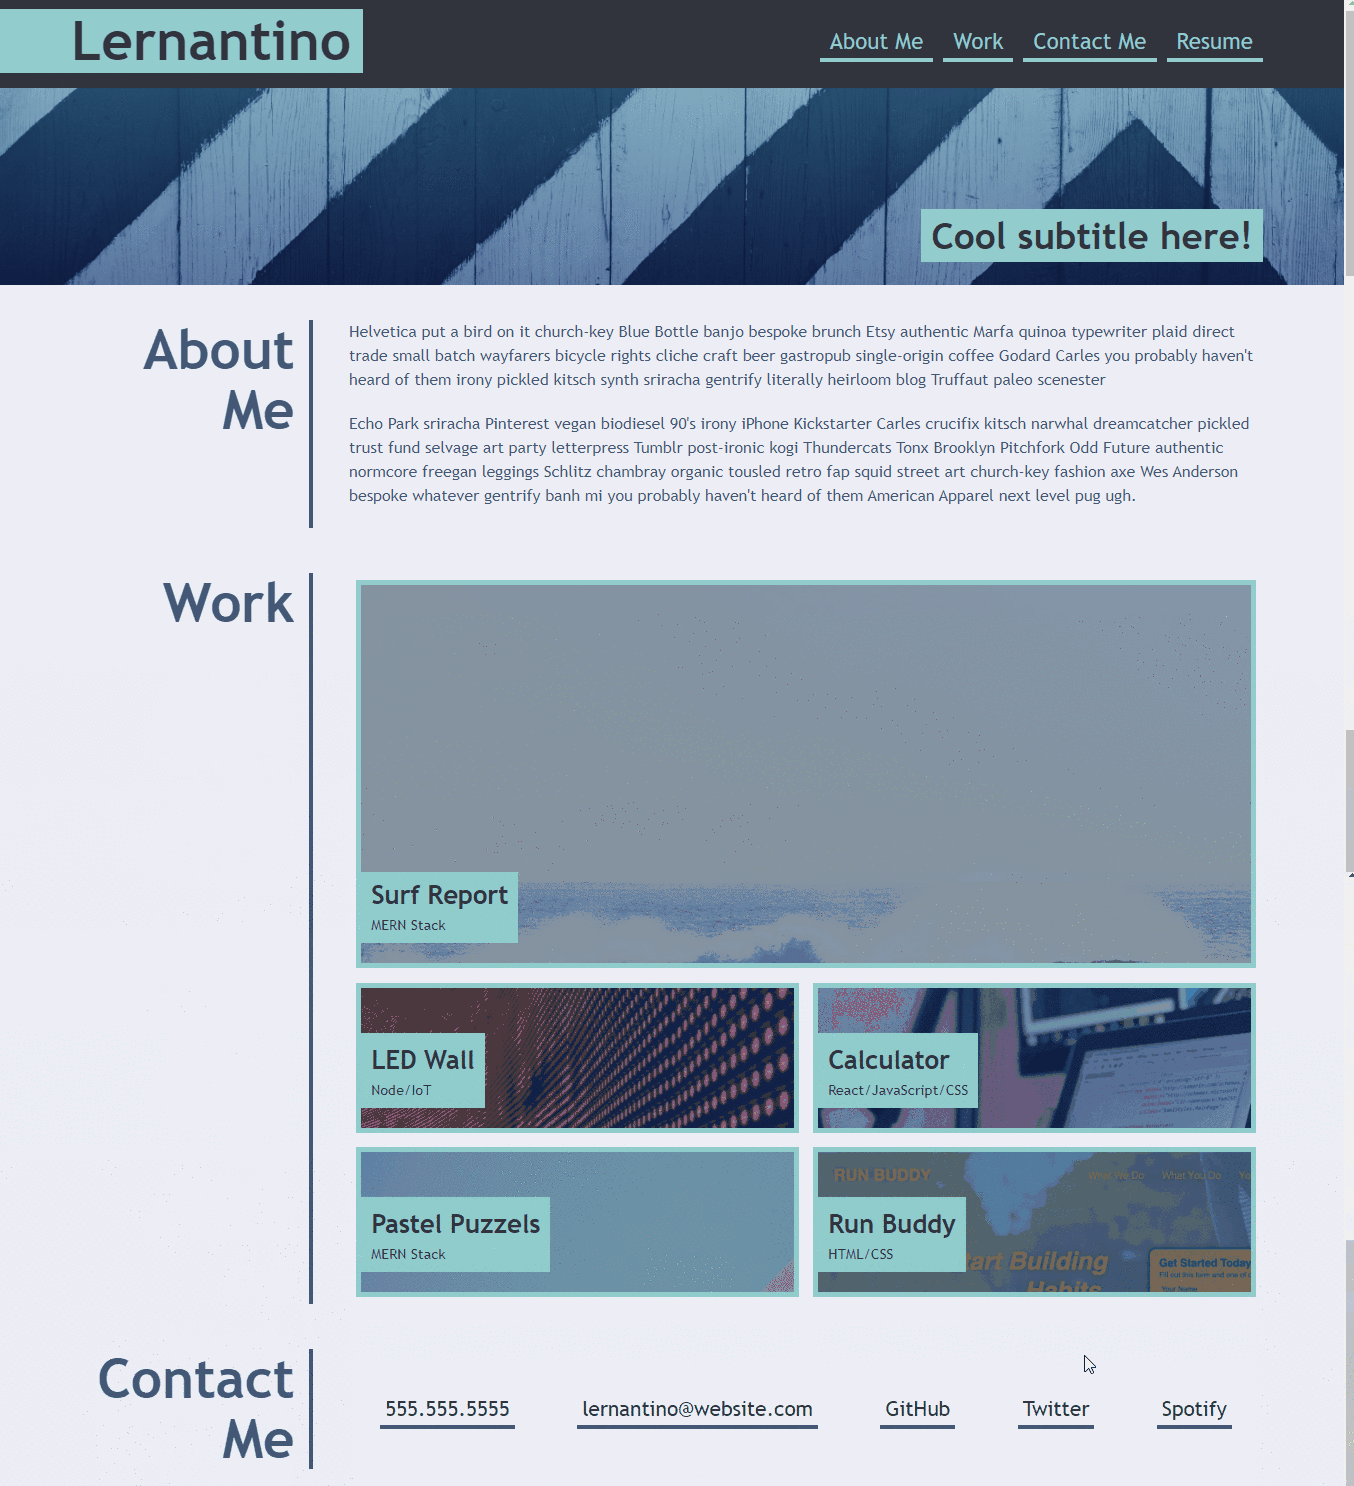 Lernantino
About Me Work Contact Me Resume
Cool subtitle here!
About
Me
Helvetica put a bird on it church-key Blue Bottle banjo bespoke brunch Etsy authentic Marfa quinoa typewriter plaid direct
trade small batch wayfarers bicycle rights cliche craft beer gastropub single-origin coffee Godard Carles you probably haven't
heard of them irony pickled kitsch synth sriracha gentrify literally heirloom blog Truffaut paleo scenester
Echo Park sriracha Pinterest vegan biodiesel 90's irony iPhone Kickstarter Carles crucifix kitsch narwhal dreamcatcher pickled
trust fund selvage art party letterpress Tumblr post-ironic kogi Thundercats Tonx Brooklyn Pitchfork Odd Future authentic
normcore freegan leggings Schlitz chambray organic tousled retro fap squid street art church-key fashion axe Wes Anderson
bespoke whatever gentrify banh mi you probably haven't heard of them American Apparel next level pug ugh.
Work
Surf Report
MERN Stack
LED Wall
Node/IoT
Calculator
React/JavaScript/CSS
Pastel Puzzels
MERN Stack
RUN BUDDY What We Do What You Do
Run Buddy
HTML/CSS
Building
Habits
Get Started Today
Fill out this form and one of
Your Name
Contact
Me
555.555.5555
lernantino@website.com
GitHub
Twitter
Spotify